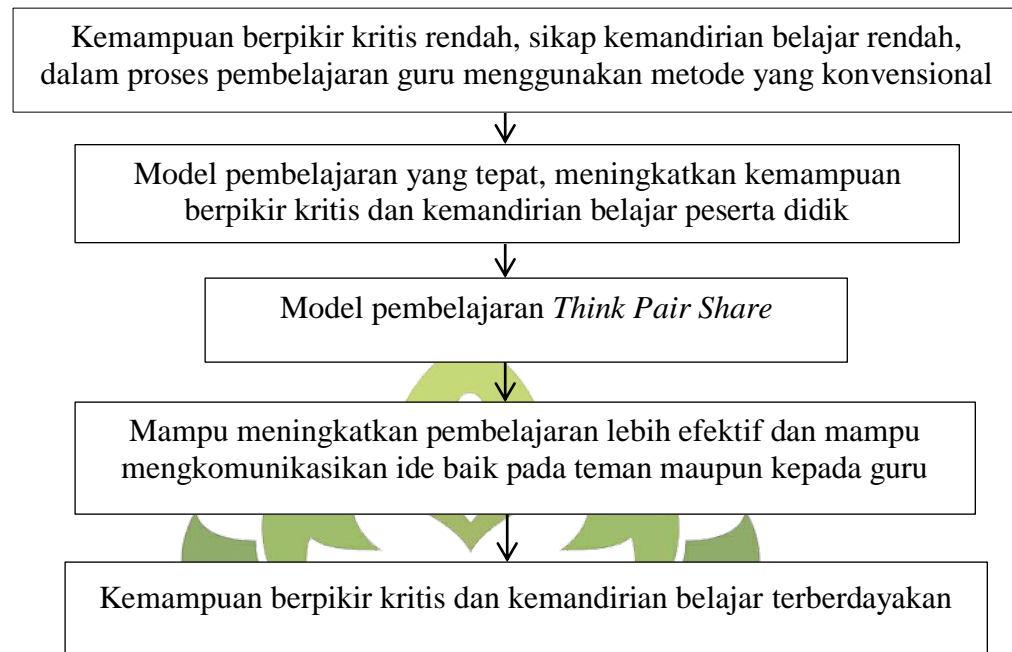 Kemampuan berpikir kritis rendah, sikap kemandirian belajar rendah,
dalam proses pembelajaran guru menggunakan metode yang konvensional
Model pembelajaran yang tepat, meningkatkan kemampuan
berpikir kritis dan kemandirian belajar peserta didik
Model pembelajaran Think Pair Share
Mampu meningkatkan pembelajaran lebih efektif dan mampu
mengkomunikasikan ide baik pada teman maupun kepada guru
Kemampuan berpikir kritis dan kemandirian belajar terberdayakan